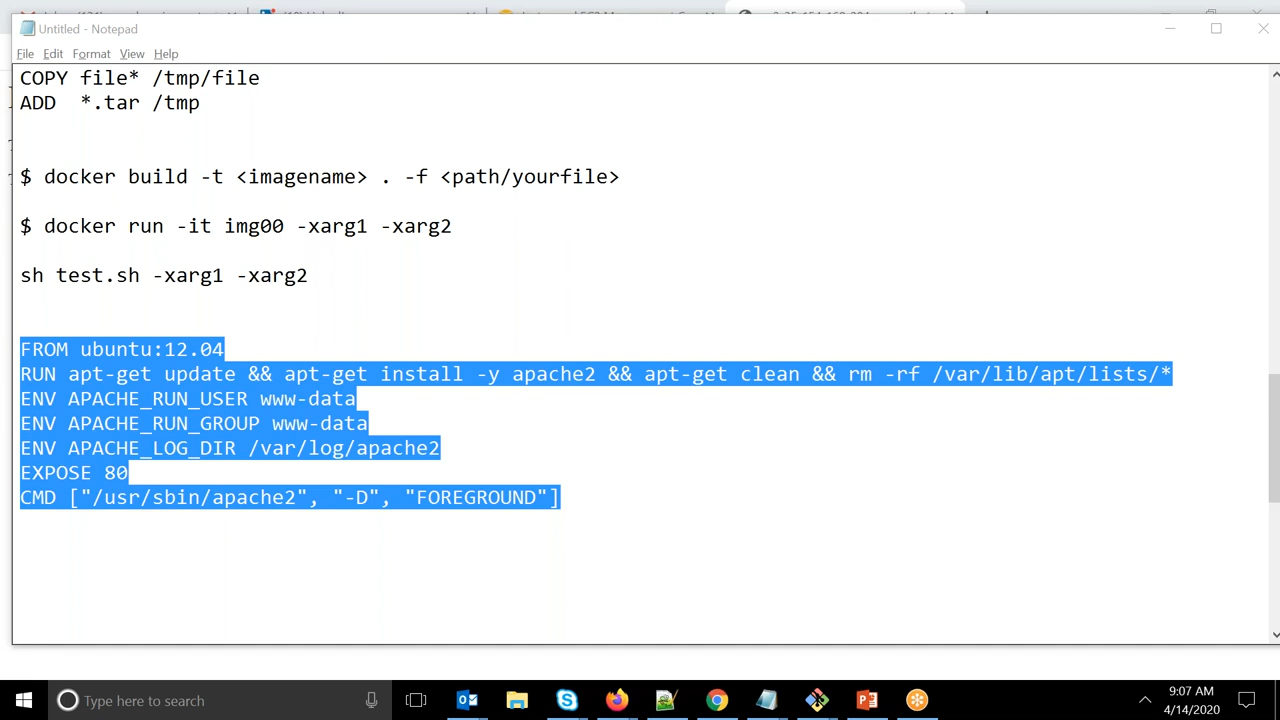 Untitled - Notepad
File Edit Format View Help
COPY file* /tmp/file
ADD  *.tar /tmp
$ docker build -t <imagename> . -f <path/yourfile>
$ docker run -it img00 -xarg1 -xarg2
sh test.sh -xarg1 -xarg2
FROM ubuntu:12.04
RUN apt-get update && apt-get install -y apache2 && apt-get clean && rm -rf /var/lib/apt/lists/*
ENV APACHE_RUN_USER www-data
ENV APACHE_RUN_GROUP www-data
ENV APACHE_LOG_DIR /var/log/apache2
EXPOSE 80
CMD ["/usr/sbin/apache2", "-D", "FOREGROUND"]
Type here to search
9:07 AM
4/14/2020